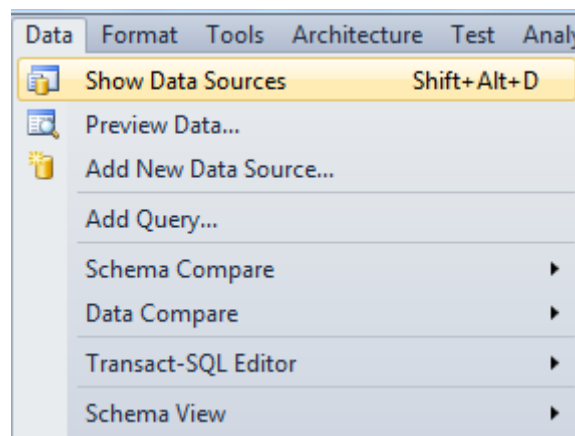 Data Format Tools Architecture Test
Show Data Sources Shift+Alt+D
Preview Data...
Add New Data Source...
Add Query...
Schema Compare
Data Compare
Transact-SQL Editor
Schema View